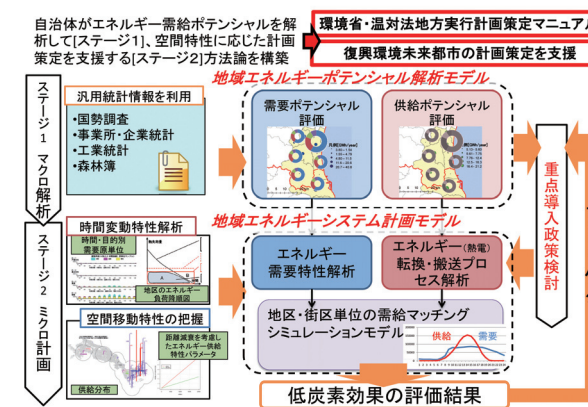 自治体がエネルギー需給ポテンシャルを解
析して[ステージ1]、空間特性に応じた計画
策定を支援する[ステージ2]方法論を構築
環境省・温対法地方実行計画策定マニュアル
復興環境未来都市の計画策定を支援
ステージ1 マクロ解析
汎用統計情報を利用
•国勢調査
•事業所・企業統計
•工業統計
•森林簿
地域エネルギーポテンシャル解析モデル
需要ポテンシャル
評価
供給ポテンシャル
評価
重点導入政策検討
ステージ2 ミクロ計画
時間変動特性解析
時間・目的別
需要原単位
地区のエネルギー
負荷持続図
空間移動特性の把握
距離減衰を考慮し
たエネルギー供給
特性パラメータ
供給分布
地域エネルギーシステム計画モデル
エネルギー
需要特性解析
エネルギー(熱電)
転換・搬送プロ
セス解析
地区・街区単位の需給マッチング
シミュレーションモデル
供給
需要
低炭素効果の評価結果